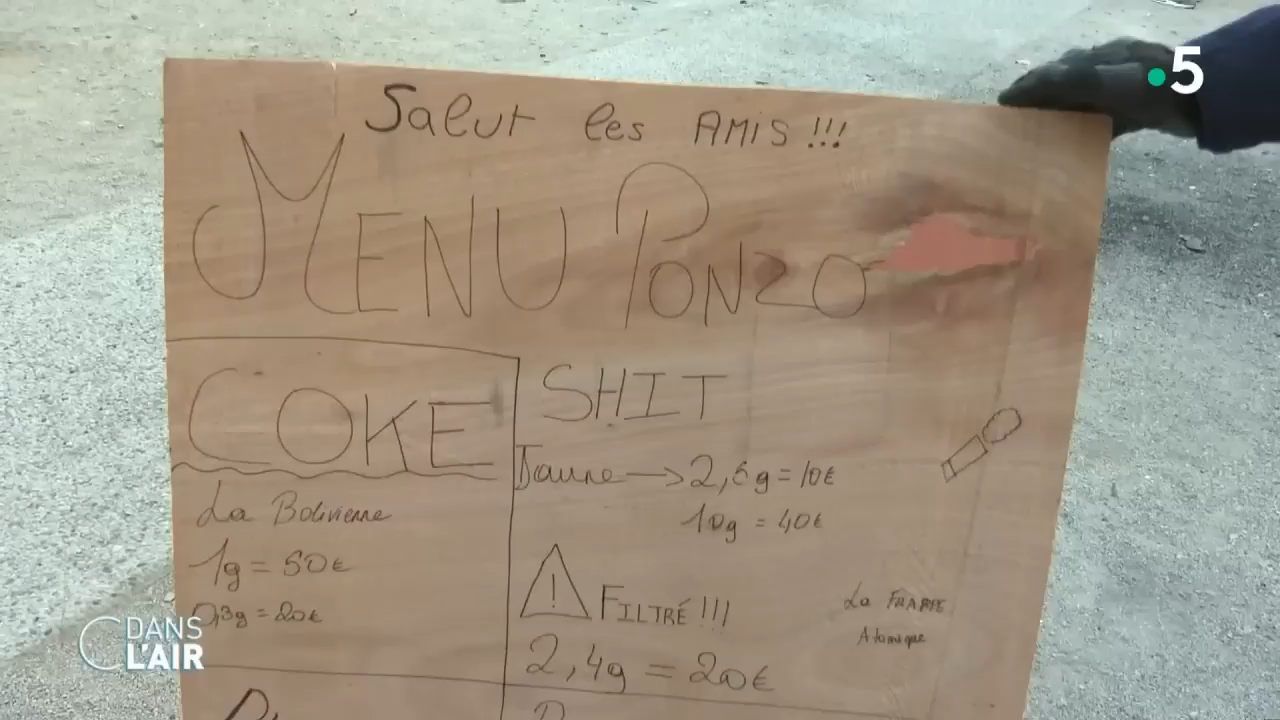 5
Salut les AMIS !!!
MENU PONZO
COKE
La Bolivienne
1g = 50€
0,3g = 20€
SHIT
Jaune → 2,5g = 10€
10g = 40€
! FILTRÉ !!!
2,4g = 20€
La FRAPPE
Atomique
C DANS
L'AIR